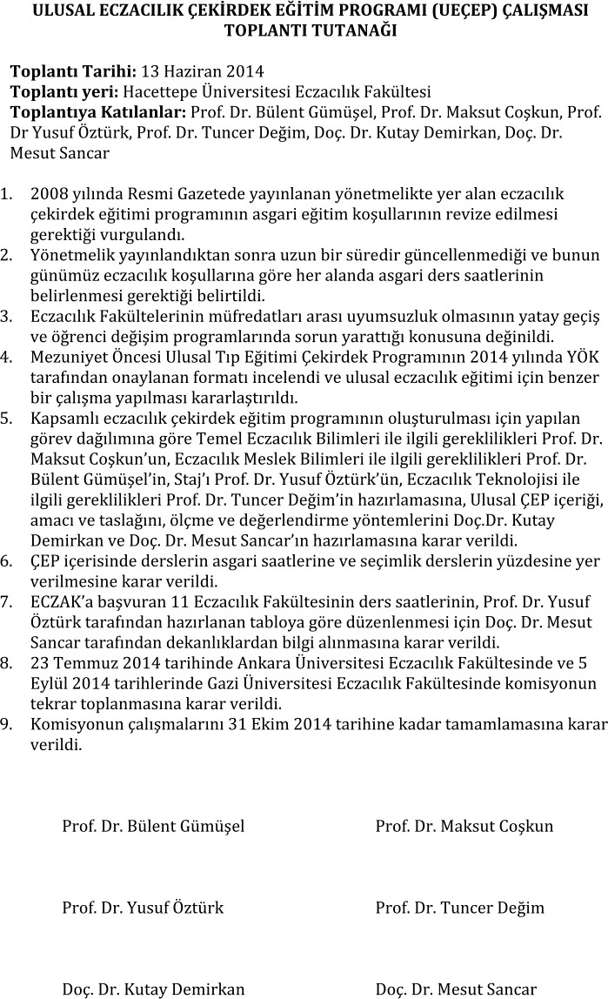 ULUSAL ECZACILIK ÇEKİRDEK EĞİTİM PROGRAMI (UEÇEP) ÇALIŞMASI
TOPLANTI TUTANAĞI
Toplantı Tarihi: 13 Haziran 2014
Toplantı yeri: Hacettepe Üniversitesi Eczacılık Fakültesi
Toplantıya Katılanlar: Prof. Dr. Bülent Gümüşel, Prof. Dr. Maksut Coşkun, Prof.
Dr Yusuf Öztürk, Prof. Dr. Tuncer Değim, Doç. Dr. Kutay Demirkan, Doç. Dr.
Mesut Sancar
1. 2008 yılında Resmi Gazetede yayınlanan yönetmelikte yer alan eczacılık
çekirdek eğitimi programının asgari eğitim koşullarının revize edilmesi
gerektiği vurgulandı.
2. Yönetmelik yayınlandıktan sonra uzun bir süredir güncellenmediği ve bunun
günümüz eczacılık koşullarına göre her alanda asgari ders saatlerinin
belirlenmesi gerektiği belirtildi.
3. Eczacılık Fakültelerinin müfredatları arası uyumsuzluk olmasının yatay geçiş
ve öğrenci değişim programlarında sorun yarattığı konusuna değinildi.
4. Mezuniyet Öncesi Ulusal Tıp Eğitimi Çekirdek Programının 2014 yılında YÖK
tarafından onaylanan formatı incelendi ve ulusal eczacılık eğitimi için benzer
bir çalışma yapılması kararlaştırıldı.
5. Kapsamlı eczacılık çekirdek eğitim programının oluşturulması için yapılan
görev dağılımına göre Temel Eczacılık Bilimleri ile ilgili gereklilikleri Prof. Dr.
Maksut Coşkun’un, Eczacılık Meslek Bilimleri ile ilgili gereklilikleri Prof. Dr.
Bülent Gümüşel’in, Staj’ı Prof. Dr. Yusuf Öztürk’ün, Eczacılık Teknolojisi ile
ilgili gereklilikleri Prof. Dr. Tuncer Değim’in hazırlamasına, Ulusal ÇEP içeriği,
amacı ve taslağını, ölçme ve değerlendirme yöntemlerini Doç.Dr. Kutay
Demirkan ve Doç. Dr. Mesut Sancar’ın hazırlamasına karar verildi.
6. ÇEP içerisinde derslerin asgari saatlerine ve seçimlik derslerin yüzdesine yer
verilmesine karar verildi.
7. ECZAK’a başvuran 11 Eczacılık Fakültesinin ders saatlerinin, Prof. Dr. Yusuf
Öztürk tarafından hazırlanan tabloya göre düzenlenmesi için Doç. Dr. Mesut
Sancar tarafından dekanlıklardan bilgi alınmasına karar verildi.
8. 23 Temmuz 2014 tarihinde Ankara Üniversitesi Eczacılık Fakültesinde ve 5
Eylül 2014 tarihlerinde Gazi Üniversitesi Eczacılık Fakültesinde komisyonun
tekrar toplanmasına karar verildi.
9. Komisyonun çalışmalarını 31 Ekim 2014 tarihine kadar tamamlamasına karar
verildi.
Prof. Dr. Bülent Gümüşel Prof. Dr. Maksut Coşkun
Prof. Dr. Yusuf Öztürk Prof. Dr. Tuncer Değim
Doç. Dr. Kutay Demirkan Doç. Dr. Mesut Sancar